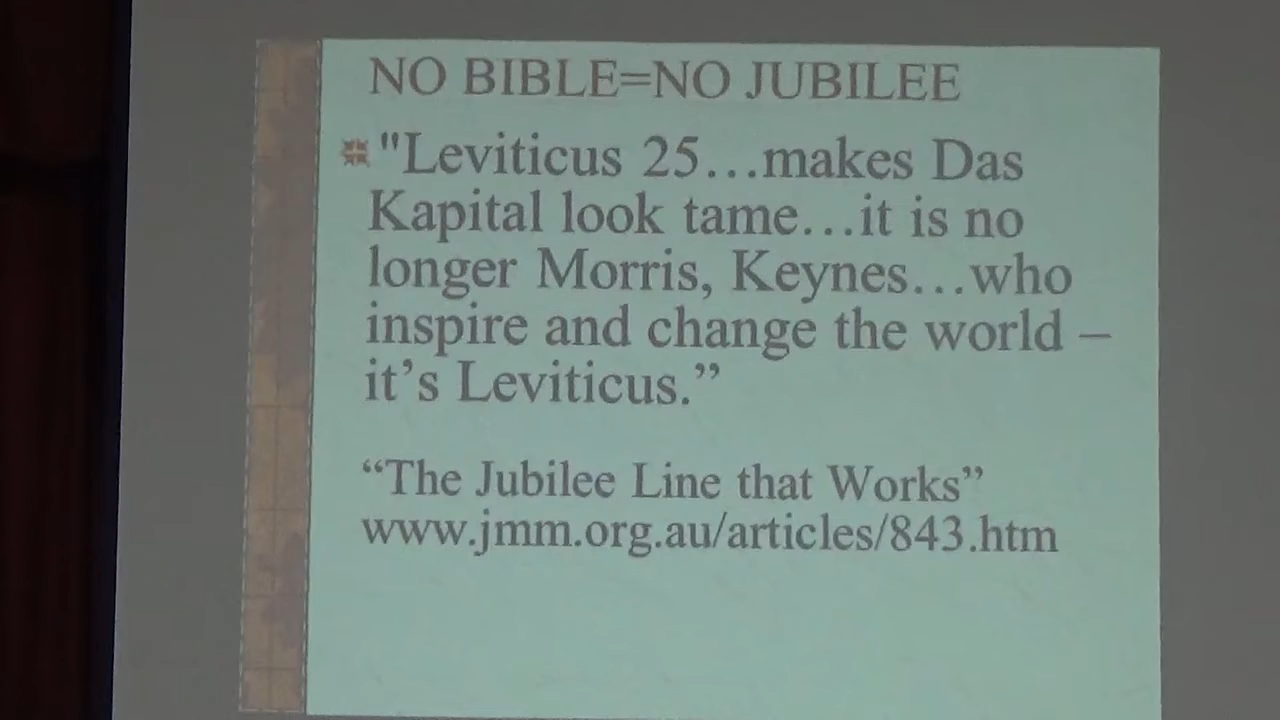 NO BIBLE=NO JUBILEE
"Leviticus 25…makes Das
Kapital look tame…it is no
longer Morris, Keynes…who
inspire and change the world –
it’s Leviticus.”
“The Jubilee Line that Works”
www.jmm.org.au/articles/843.htm